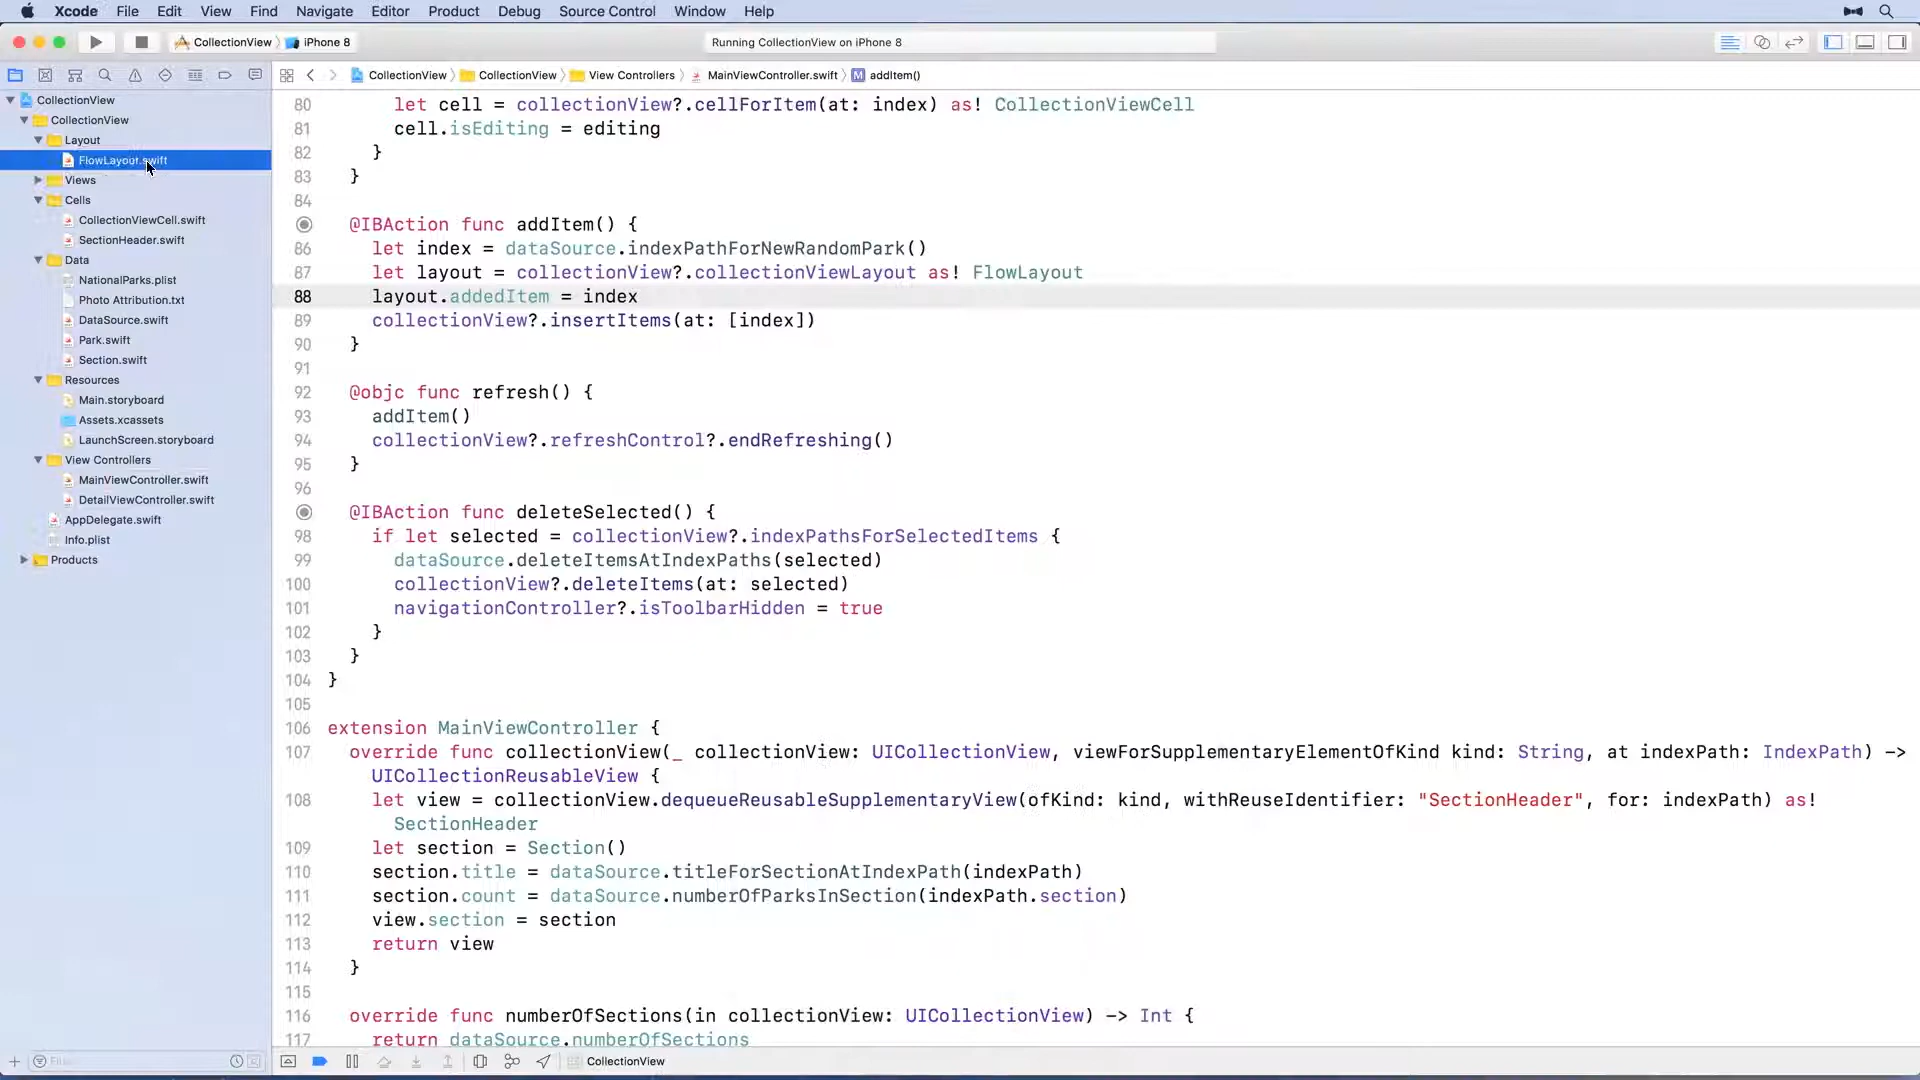 Xcode File Edit View Find Navigate Editor Product Debug Source Control Window Help
CollectionView iPhone 8
Running CollectionView on iPhone 8
CollectionView CollectionView View Controllers MainViewController.swift M addItem()
CollectionView
CollectionView
Layout
FlowLayout.swift
Views
Cells
CollectionViewCell.swift
SectionHeader.swift
Data
NationalParks.plist
Photo Attribution.txt
DataSource.swift
Park.swift
Section.swift
Resources
Main.storyboard
Assets.xcassets
LaunchScreen.storyboard
View Controllers
MainViewController.swift
DetailViewController.swift
AppDelegate.swift
Info.plist
Products
80 let cell = collectionView?.cellForItem(at: index) as! CollectionViewCell
81 cell.isEditing = editing
82 }
83 }
84
@IBAction func addItem() {
86 let index = dataSource.indexPathForNewRandomPark()
87 let layout = collectionView?.collectionViewLayout as! FlowLayout
88 layout.addedItem = index
89 collectionView?.insertItems(at: [index])
90 }
91
92 @objc func refresh() {
93 addItem()
94 collectionView?.refreshControl?.endRefreshing()
95 }
96
@IBAction func deleteSelected() {
98 if let selected = collectionView?.indexPathsForSelectedItems {
99 dataSource.deleteItemsAtIndexPaths(selected)
100 collectionView?.deleteItems(at: selected)
101 navigationController?.isToolbarHidden = true
102 }
103 }
104 }
105
106 extension MainViewController {
107 override func collectionView(_ collectionView: UICollectionView, viewForSupplementaryElementOfKind kind: String, at indexPath: IndexPath) ->
UICollectionReusableView {
108 let view = collectionView.dequeueReusableSupplementaryView(ofKind: kind, withReuseIdentifier: "SectionHeader", for: indexPath) as!
SectionHeader
109 let section = Section()
110 section.title = dataSource.titleForSectionAtIndexPath(indexPath)
111 section.count = dataSource.numberOfParksInSection(indexPath.section)
112 view.section = section
113 return view
114 }
115
116 override func numberOfSections(in collectionView: UICollectionView) -> Int {
117 return dataSource.numberOfSections
Filter
CollectionView